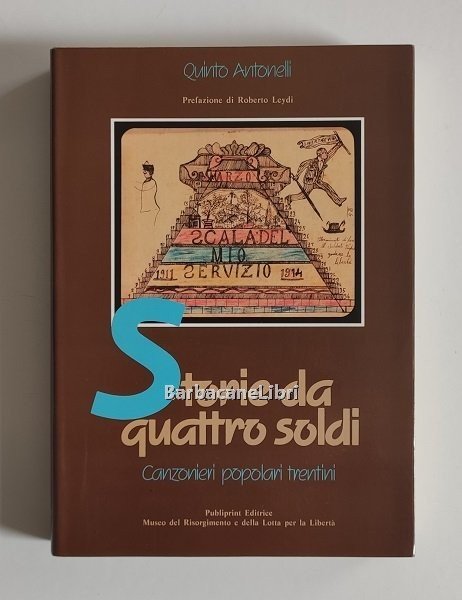 Quinto Antonelli
Prefazione di Roberto Leydi
MARZO
SCALA DEL
MIO
1911 SERVIZIO 1914
Storie da
BarbacaneLibri
quattro soldi
Canzonieri popolari trentini
Publiprint Editrice
Museo del Risorgimento e della Lotta per la Libertà